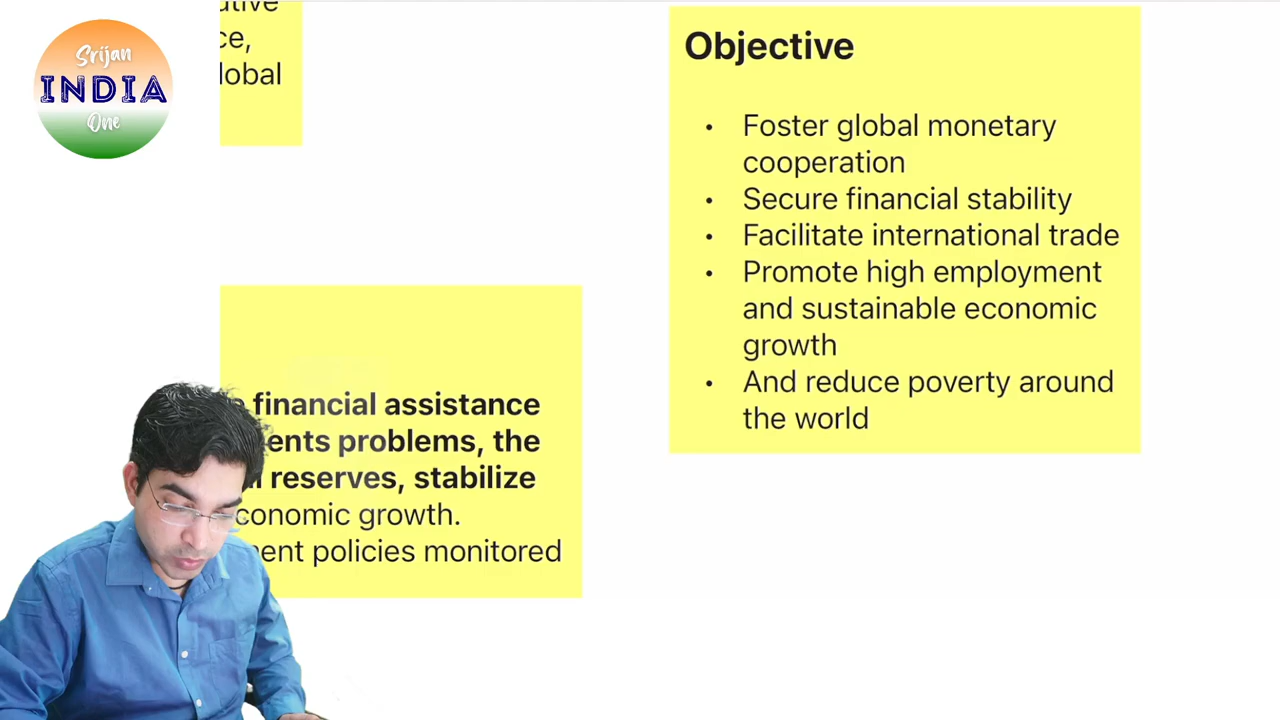 Srijan
INDIA
One
ce,
lobal
Objective
• Foster global monetary
cooperation
• Secure financial stability
• Facilitate international trade
• Promote high employment
and sustainable economic
growth
• And reduce poverty around
the world
financial assistance
ents problems, the
reserves, stabilize
conomic growth.
ent policies monitored